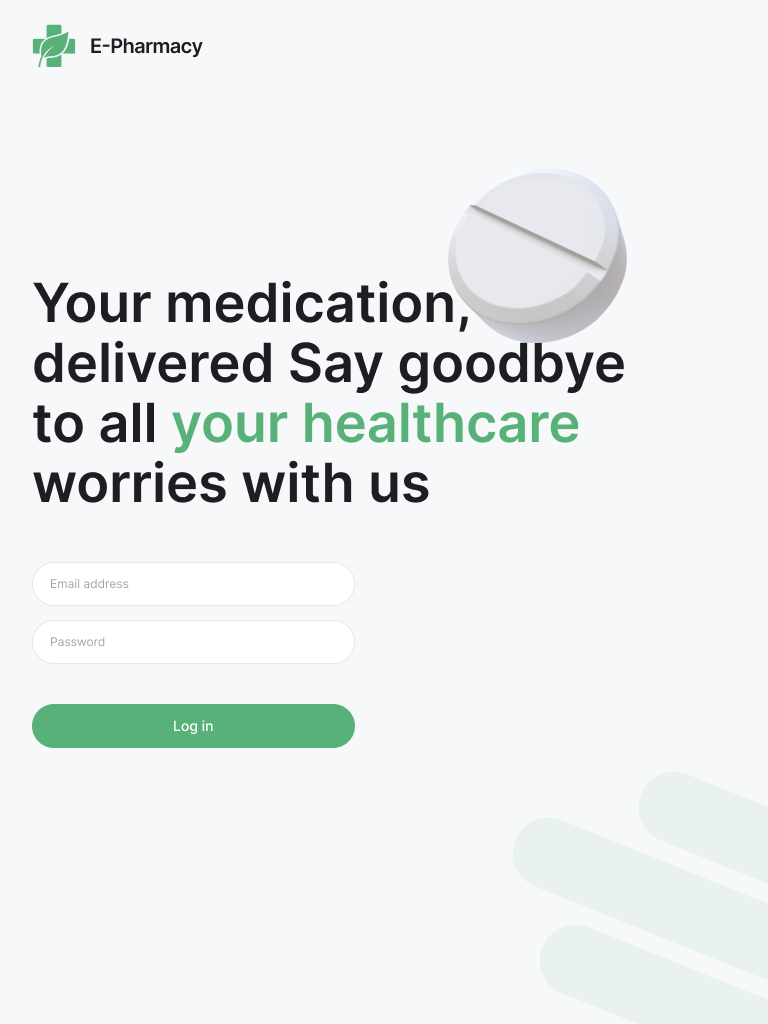 E-Pharmacy
Your medication,
delivered Say goodbye
to all your healthcare
worries with us
Email address
Password
Log in